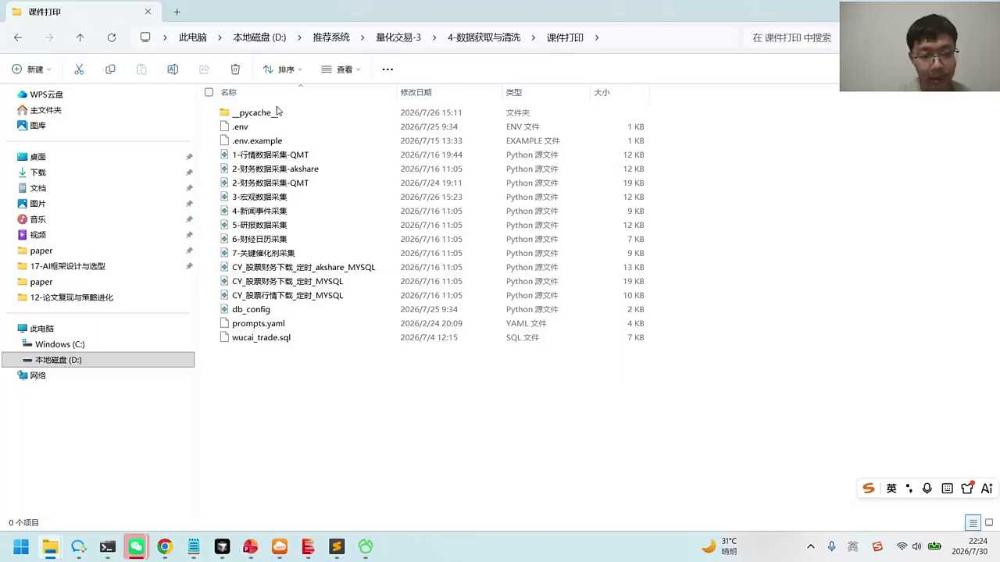 课件打印
此电脑 本地磁盘 (D:) 推荐系统 量化交易-3 4-数据获取与清洗 课件打印 在 课件打印 中搜索
新建 排序 查看
名称 修改日期 类型 大小
__pycache__ 2026/7/26 15:11 文件夹
.env 2026/7/25 9:34 ENV 文件 1 KB
.env.example 2026/7/15 13:33 EXAMPLE 文件 1 KB
1-行情数据采集-QMT 2026/7/16 19:44 Python 源文件 12 KB
2-财务数据采集-akshare 2026/7/16 11:05 Python 源文件 12 KB
2-财务数据采集-QMT 2026/7/24 19:11 Python 源文件 19 KB
3-宏观数据采集 2026/7/26 15:23 Python 源文件 12 KB
4-新闻事件采集 2026/7/16 11:05 Python 源文件 9 KB
5-研报数据采集 2026/7/16 11:05 Python 源文件 12 KB
6-财经日历采集 2026/7/16 11:05 Python 源文件 7 KB
7-关键催化剂采集 2026/7/16 11:05 Python 源文件 9 KB
CY_股票财务下载_定时_akshare_MYSQL 2026/7/16 11:05 Python 源文件 13 KB
CY_股票财务下载_定时_MYSQL 2026/7/16 11:05 Python 源文件 19 KB
CY_股票行情下载_定时_MYSQL 2026/7/16 11:05 Python 源文件 10 KB
db_config 2026/7/25 9:34 Python 源文件 2 KB
prompts.yaml 2026/2/24 20:09 YAML 文件 4 KB
wucai_trade.sql 2026/7/4 12:15 SQL 文件 7 KB
WPS云盘
主文件夹
图库
桌面
下载
文档
图片
音乐
视频
paper
17-AI框架设计与选型
paper
12-论文复现与策略进化
此电脑
Windows (C:)
本地磁盘 (D:)
网络
英 Ai
0 个项目
31°C
晴朗
英
22:24
2026/7/30